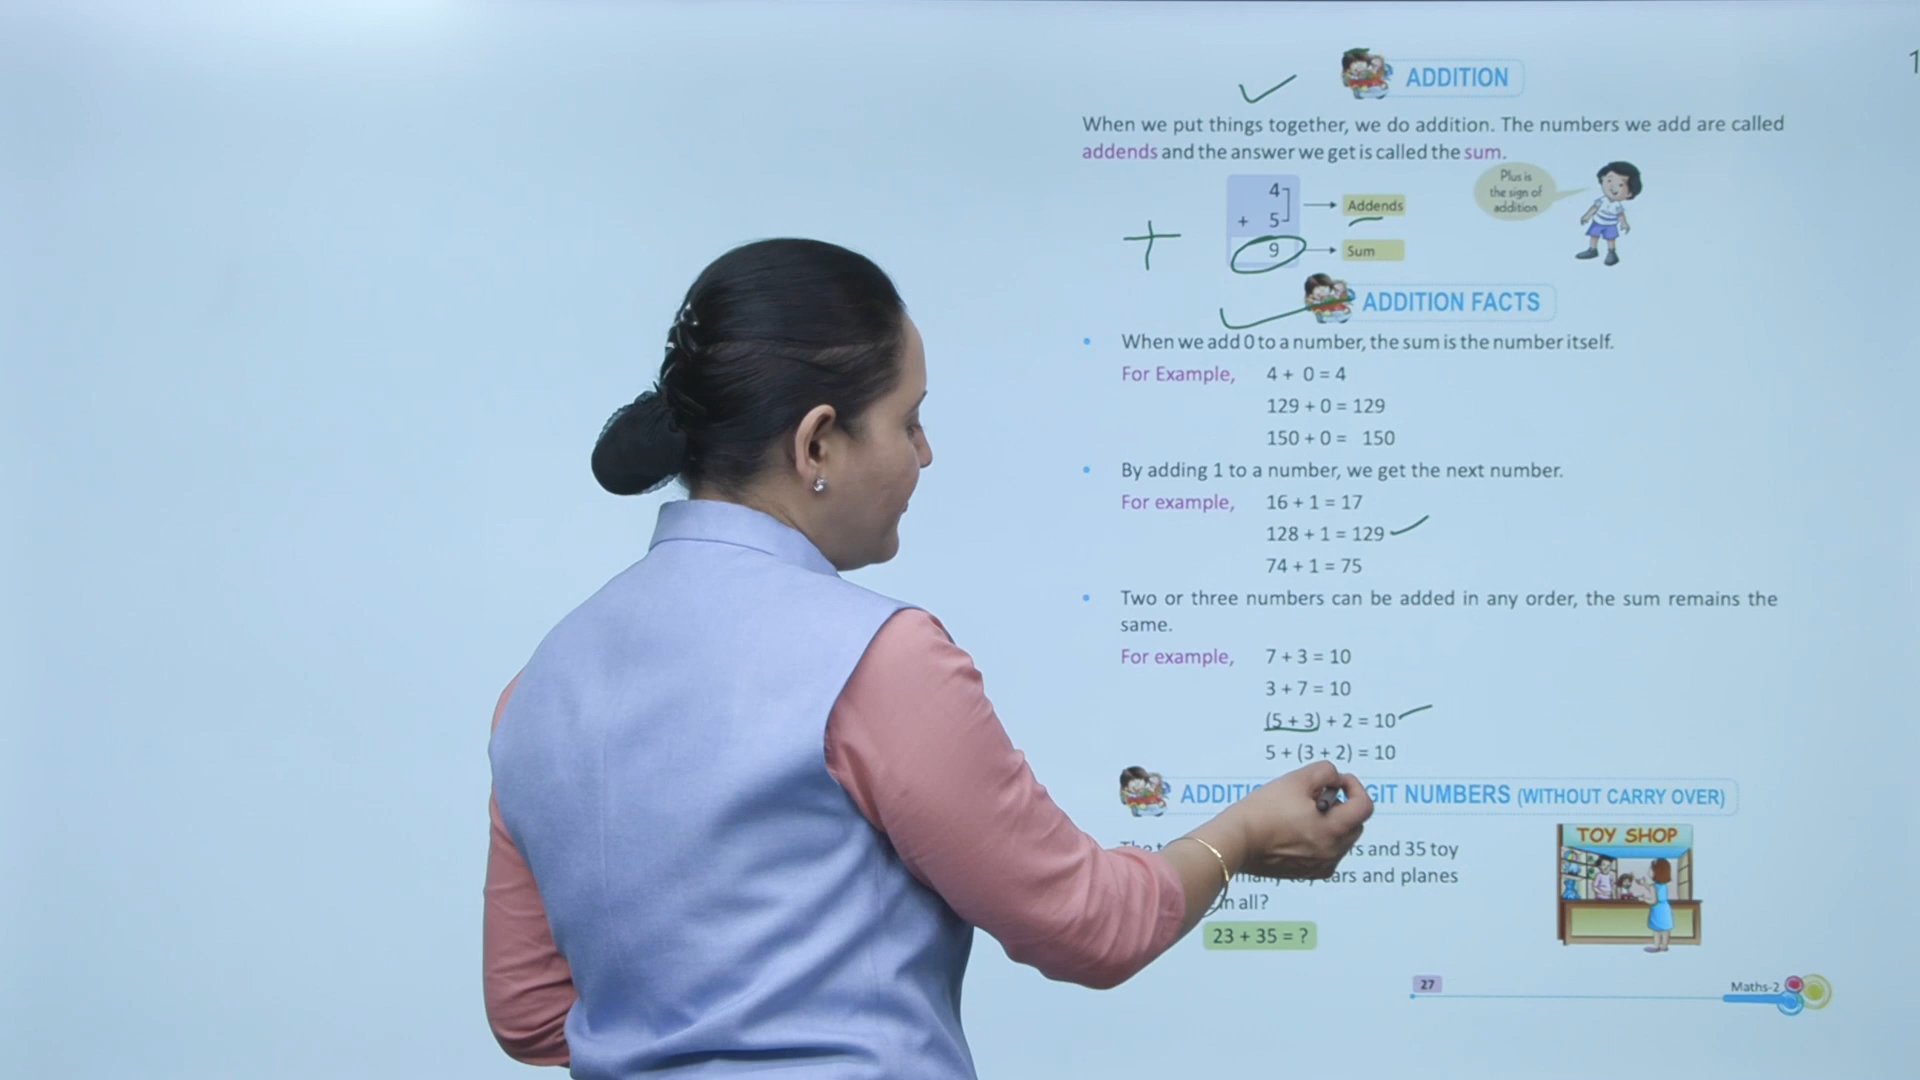 ADDITION
When we put things together, we do addition. The numbers we add are called
addends and the answer we get is called the sum.
4
+ 5
9
Addends
Sum
Plus is
the sign of
addition
+
ADDITION FACTS
• When we add 0 to a number, the sum is the number itself.
For Example, 4 + 0 = 4
129 + 0 = 129
150 + 0 = 150
• By adding 1 to a number, we get the next number.
For example, 16 + 1 = 17
128 + 1 = 129
74 + 1 = 75
• Two or three numbers can be added in any order, the sum remains the
same.
For example, 7 + 3 = 10
3 + 7 = 10
(5 + 3) + 2 = 10
5 + (3 + 2) = 10
NUMBERS (WITHOUT CARRY OVER)
and 35 toy
and planes
in all?
23 + 35 = ?
TOY SHOP
27
Maths-2
1